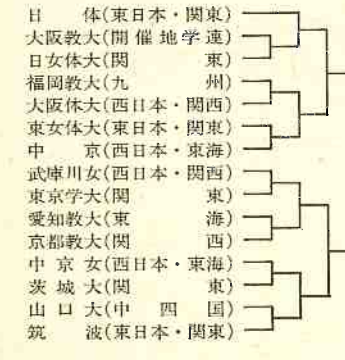 日体(東日本・関東)
大阪教大(開催地学連)
日女体大(関東)
福岡教大(九州)
大阪体大(西日本・関西)
東女体大(東日本・関東)
中京(西日本・東海)
武庫川女(西日本・関西)
東京学大(関東)
愛知教大(東海)
京都教大(関西)
中京女(西日本・東海)
茨城大(関東)
山口大(中四国)
筑波(東日本・関東)